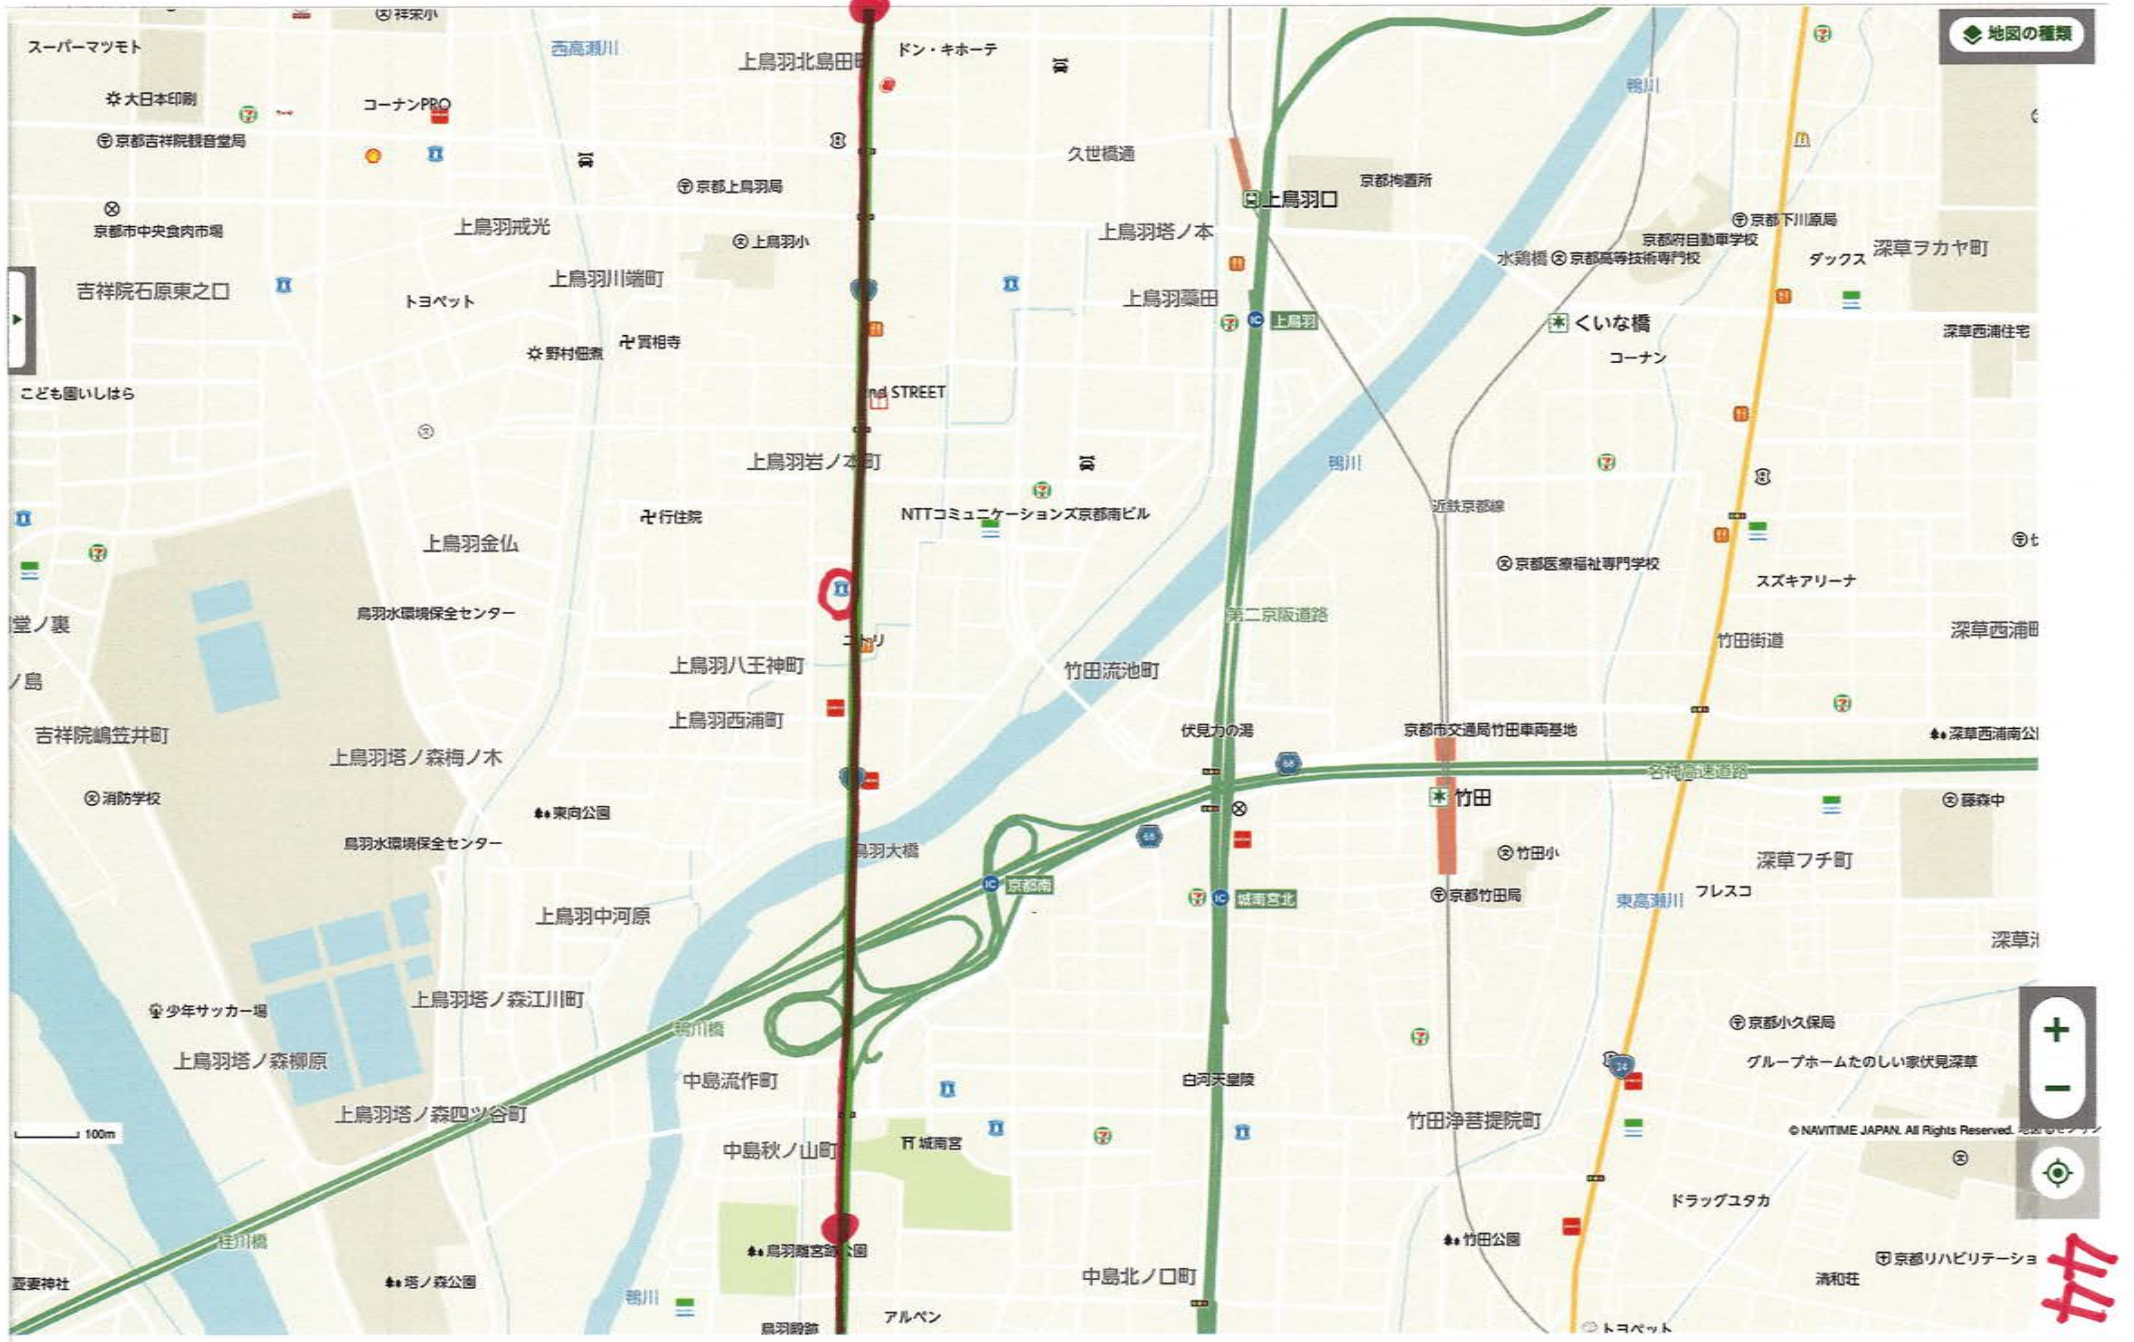 祥栄小
スーパーマツモト
西高瀬川
上鳥羽北島田町
ドン・キホーテ
地図の種類
大日本印刷
コーナンPRO
鴨川
京都吉祥院観音堂局
久世橋通
京都上鳥羽局
京都拘置所
上鳥羽口
京都市中央食肉市場
上鳥羽戒光
上鳥羽小
上鳥羽塔ノ本
京都下川原局
京都府自動車学校
水鶏橋
京都高等技術専門校
ダックス
深草ヲカヤ町
吉祥院石原東之口
トヨペット
上鳥羽川端町
上鳥羽藁田
上鳥羽
くいな橋
深草西浦住宅
野村佃煮
實相寺
コーナン
こども園いしはら
nd STREET
上鳥羽岩ノ本町
鴨川
近鉄京都線
行住院
NTTコミュニケーションズ京都南ビル
上鳥羽金仏
京都医療福祉専門学校
スズキアリーナ
鳥羽水環境保全センター
第二京阪道路
堂ノ裏
深草西浦町
ニトリ
竹田街道
上鳥羽八王神町
竹田流池町
ノ島
上鳥羽西浦町
吉祥院嶋笠井町
伏見力の湯
京都市交通局竹田車両基地
深草西浦南公
上鳥羽塔ノ森梅ノ木
68
名神高速道路
消防学校
東向公園
竹田
藤森中
鳥羽水環境保全センター
鳥羽大橋
68
竹田小
深草フチ町
京都南
城南宮北
京都竹田局
東高瀬川
フレスコ
上鳥羽中河原
深草
上鳥羽塔ノ森江川町
少年サッカー場
鴨川橋
京都小久保局
上鳥羽塔ノ森柳原
24
グループホームたのしい家伏見深草
中島流作町
白河天皇陵
上鳥羽塔ノ森四ツ谷町
竹田浄菩提院町
100m
© NAVITIME JAPAN. All Rights Reserved.
中島秋ノ山町
城南宮
ドラッグユタカ
桂川橋
鳥羽離宮跡公園
竹田公園
京都リハビリテーショ
菱妻神社
塔ノ森公園
中島北ノ口町
清和荘
鴨川
アルペン
鳥羽殿跡
トヨペット